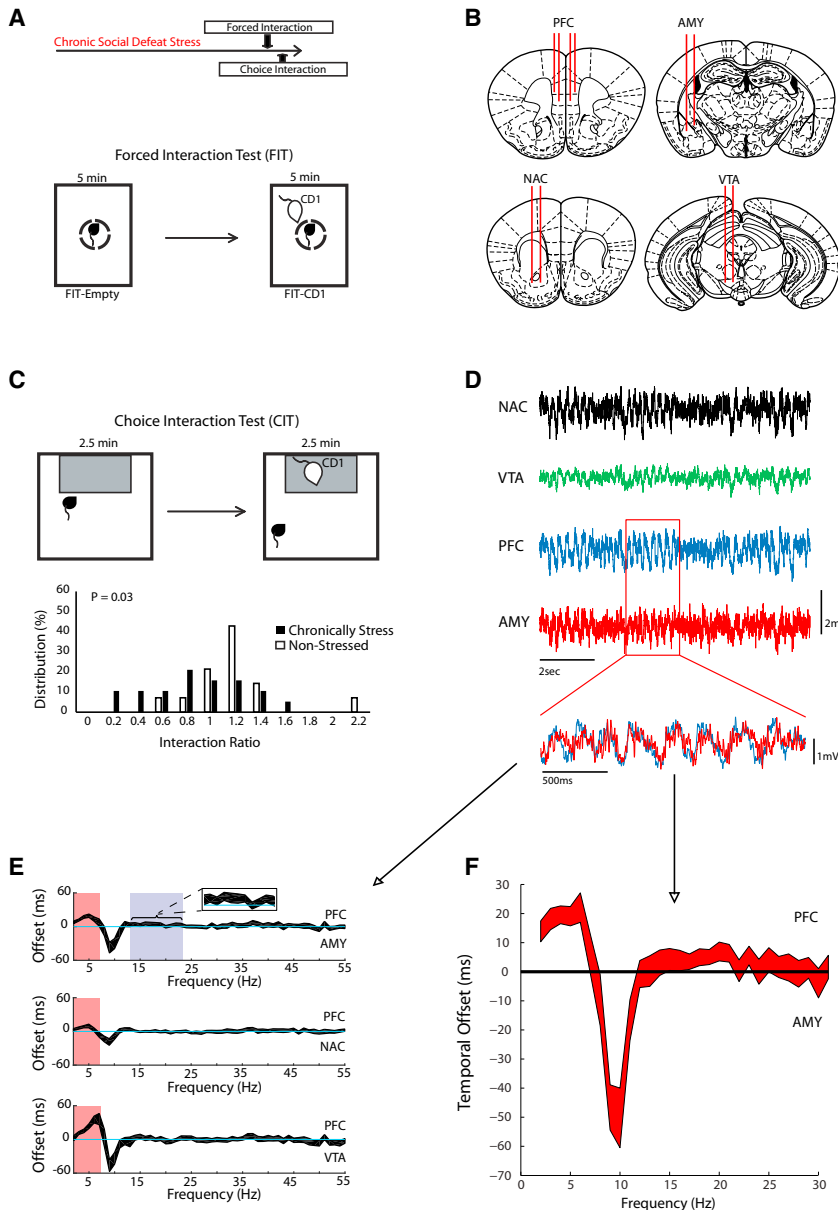 A
Forced Interaction
Chronic Social Defeat Stress
Choice Interaction
Forced Interaction Test (FIT)
5 min
5 min
CD1
FIT-Empty
FIT-CD1
B
PFC
AMY
NAC
VTA
C
Choice Interaction Test (CIT)
2.5 min
2.5 min
CD1
60
50
40
30
20
10
0
P = 0.03
Chronically Stress
Non-Stressed
Distribution (%)
0 0.2 0.4 0.6 0.8 1 1.2 1.4 1.6 1.8 2 2.2
Interaction Ratio
D
NAC
VTA
PFC
AMY
2m
2sec
1mV
500ms
E
60
0
-60
Offset (ms)
PFC
AMY
5 15 25 35 45 55
Frequency (Hz)
60
0
-60
Offset (ms)
PFC
NAC
5 15 25 35 45 55
Frequency (Hz)
60
0
-60
Offset (ms)
PFC
VTA
5 15 25 35 45 55
Frequency (Hz)
F
30
20
10
0
−10
−20
−30
−40
−50
−60
−70
Temporal Offset (ms)
PFC
AMY
0 5 10 15 20 25 30
Frequency (Hz)